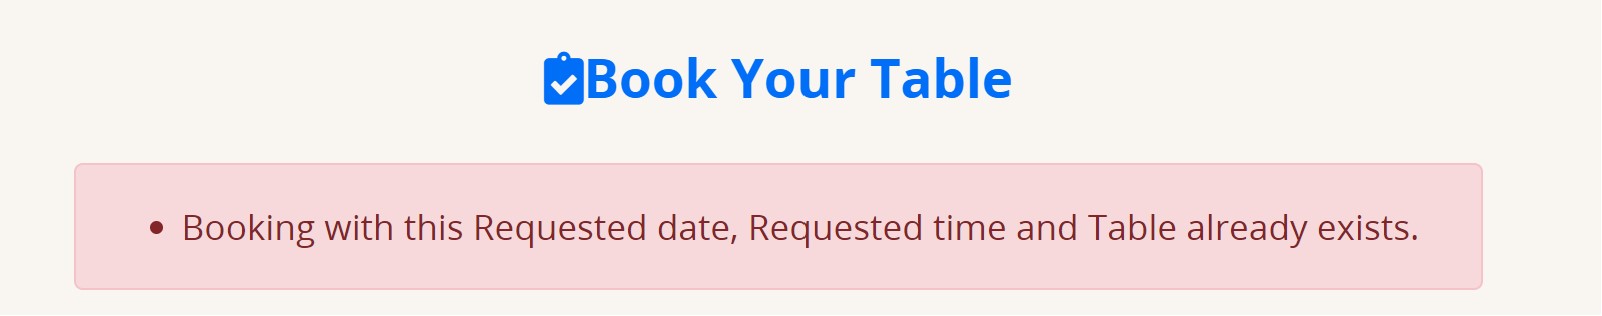 Book Your Table
Booking with this Requested date, Requested time and Table already exists.